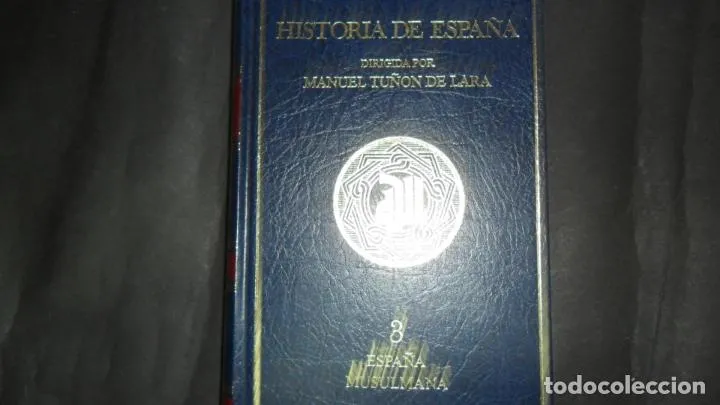 HISTORIA DE ESPAÑA
DIRIGIDA POR
MANUEL TUÑON DE LARA
3
ESPAÑA
MUSULMANA
todocoleccion